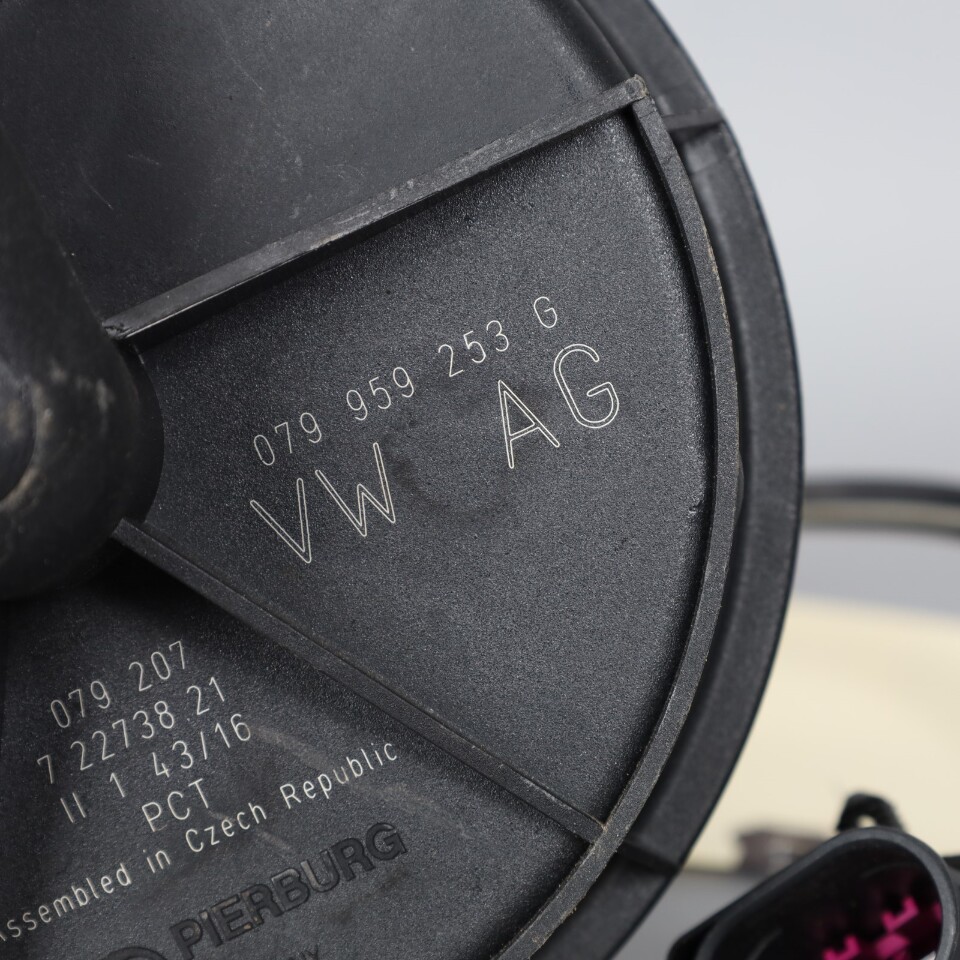 079 959 253 G
VW AG
079 207
7 22738 21
II 1 43/16
PCT
Assembled in Czech Republic
PIERBURG